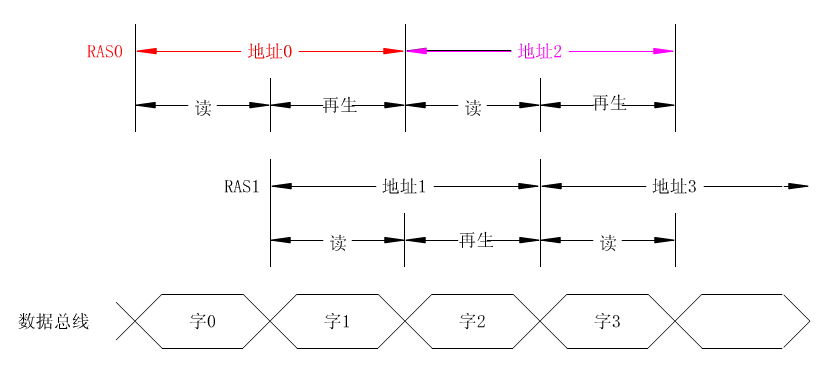 RAS0 地址0 地址2
读 再生 读 再生
RAS1 地址1 地址3
读 再生 读
数据总线 字0 字1 字2 字3